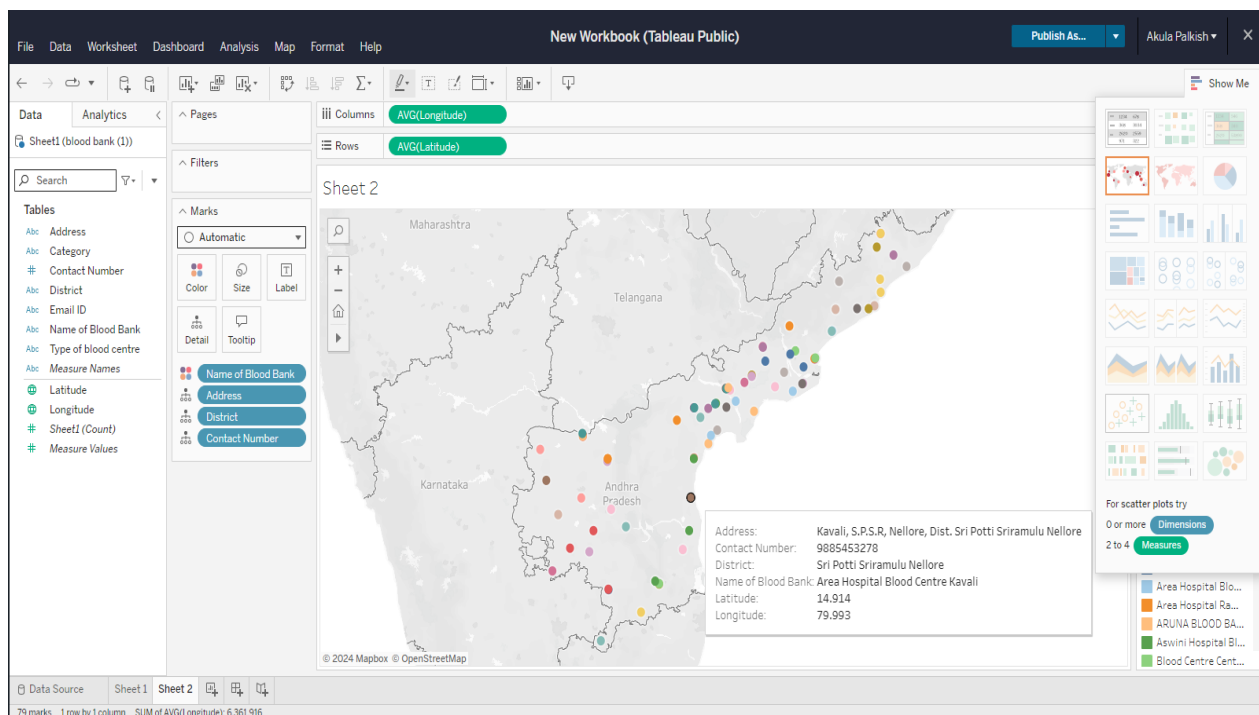 New Workbook (Tableau Public)
File Data Worksheet Dashboard Analysis Map Format Help
Publish As...
Akula Palkish
Show Me
Data Analytics
Sheet1 (blood bank (1))
Search
Tables
Abc Address
Abc Category
# Contact Number
Abc District
Abc Email ID
Abc Name of Blood Bank
Abc Type of blood centre
Abc Measure Names
Latitude
Longitude
# Sheet1 (Count)
# Measure Values
Pages
Filters
Marks
Automatic
Color Size Label
Detail Tooltip
Name of Blood Bank
Address
District
Contact Number
Columns AVG(Longitude)
Rows AVG(Latitude)
Sheet 2
Maharashtra
Telangana
Karnataka
Andhra
Pradesh
Address: Kavali, S.P.S.R, Nellore, Dist. Sri Potti Sriramulu Nellore
Contact Number: 9885453278
District: Sri Potti Sriramulu Nellore
Name of Blood Bank: Area Hospital Blood Centre Kavali
Latitude: 14.914
Longitude: 79.993
© 2024 Mapbox © OpenStreetMap
For scatter plots try
0 or more Dimensions
2 to 4 Measures
Area Hospital Blo...
Area Hospital Ra...
ARUNA BLOOD BA...
Aswini Hospital Bl...
Blood Centre Cent...
Data Source Sheet 1 Sheet 2
79 marks 1 row by 1 column SUM of AVG(Longitude): 6,361.916